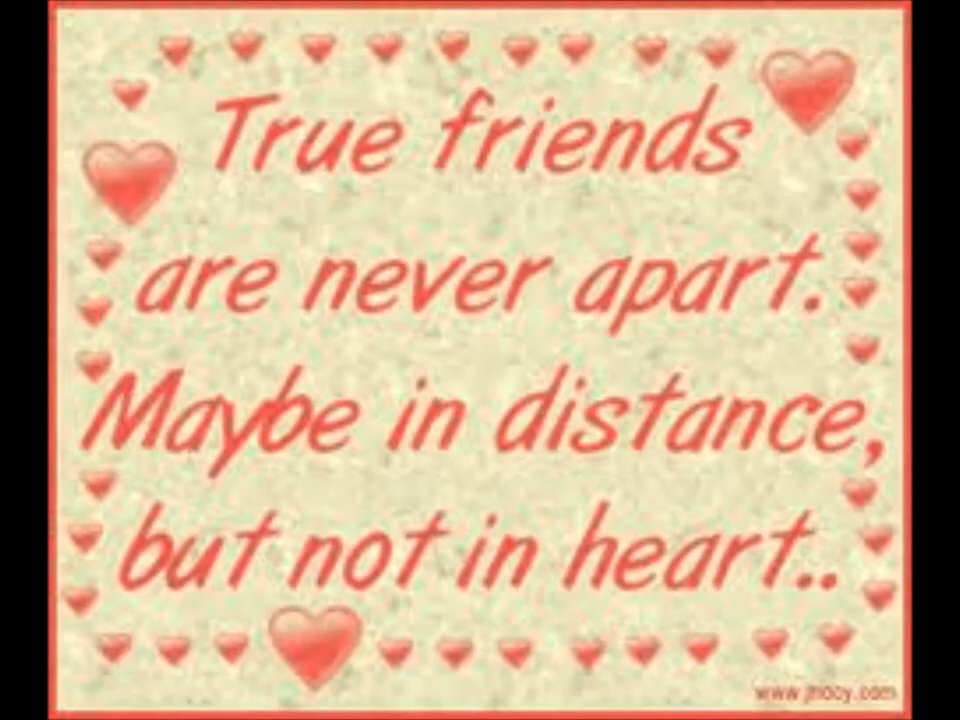 True friends
are never apart.
Maybe in distance,
but not in heart..